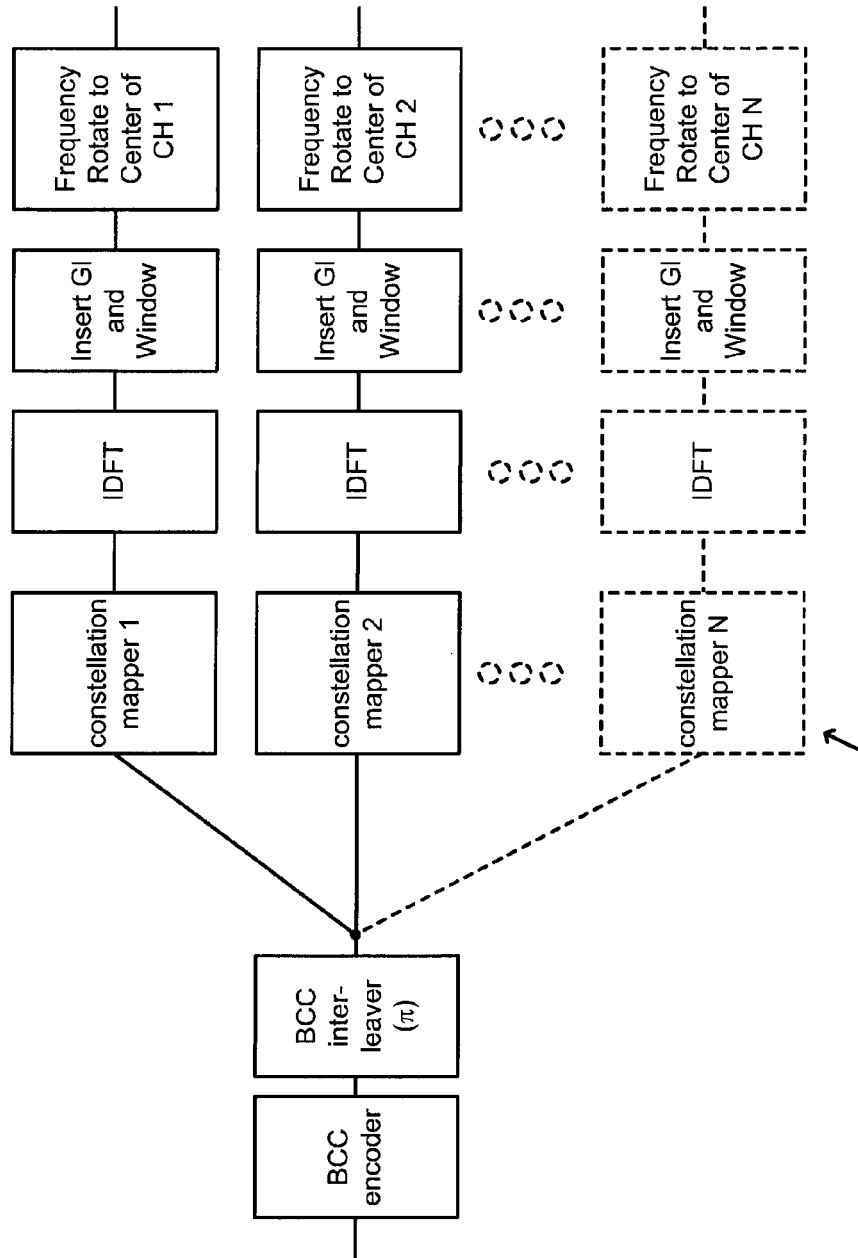 BCC
encoder
BCC
inter-
leaver
(π)
constellation
mapper 1
IDFT
Insert GI
and
Window
Frequency
Rotate to
Center of
CH 1
constellation
mapper 2
IDFT
Insert GI
and
Window
Frequency
Rotate to
Center of
CH 2
constellation
mapper N
IDFT
Insert GI
and
Window
Frequency
Rotate to
Center of
CH N